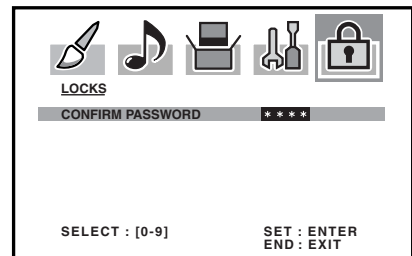 LOCKS
CONFIRM PASSWORD * * * *
SELECT : [0-9] SET : ENTER
END : EXIT